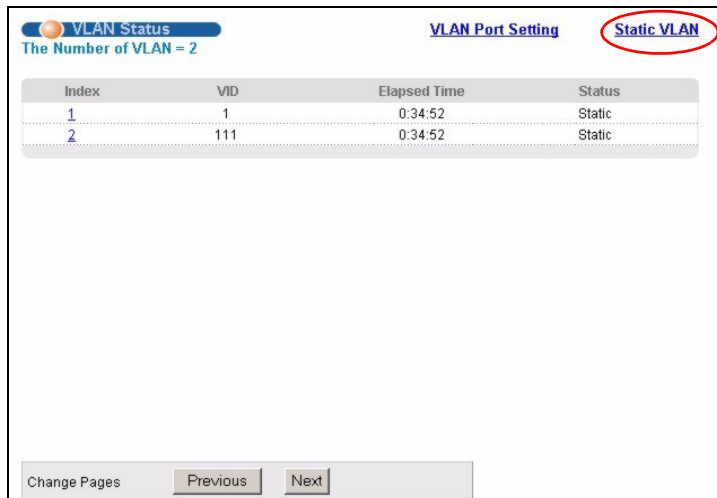 VLAN Status VLAN Port Setting Static VLAN
The Number of VLAN = 2
Index VID Elapsed Time Status
1 1 0:34:52 Static
2 111 0:34:52 Static
Change Pages Previous Next